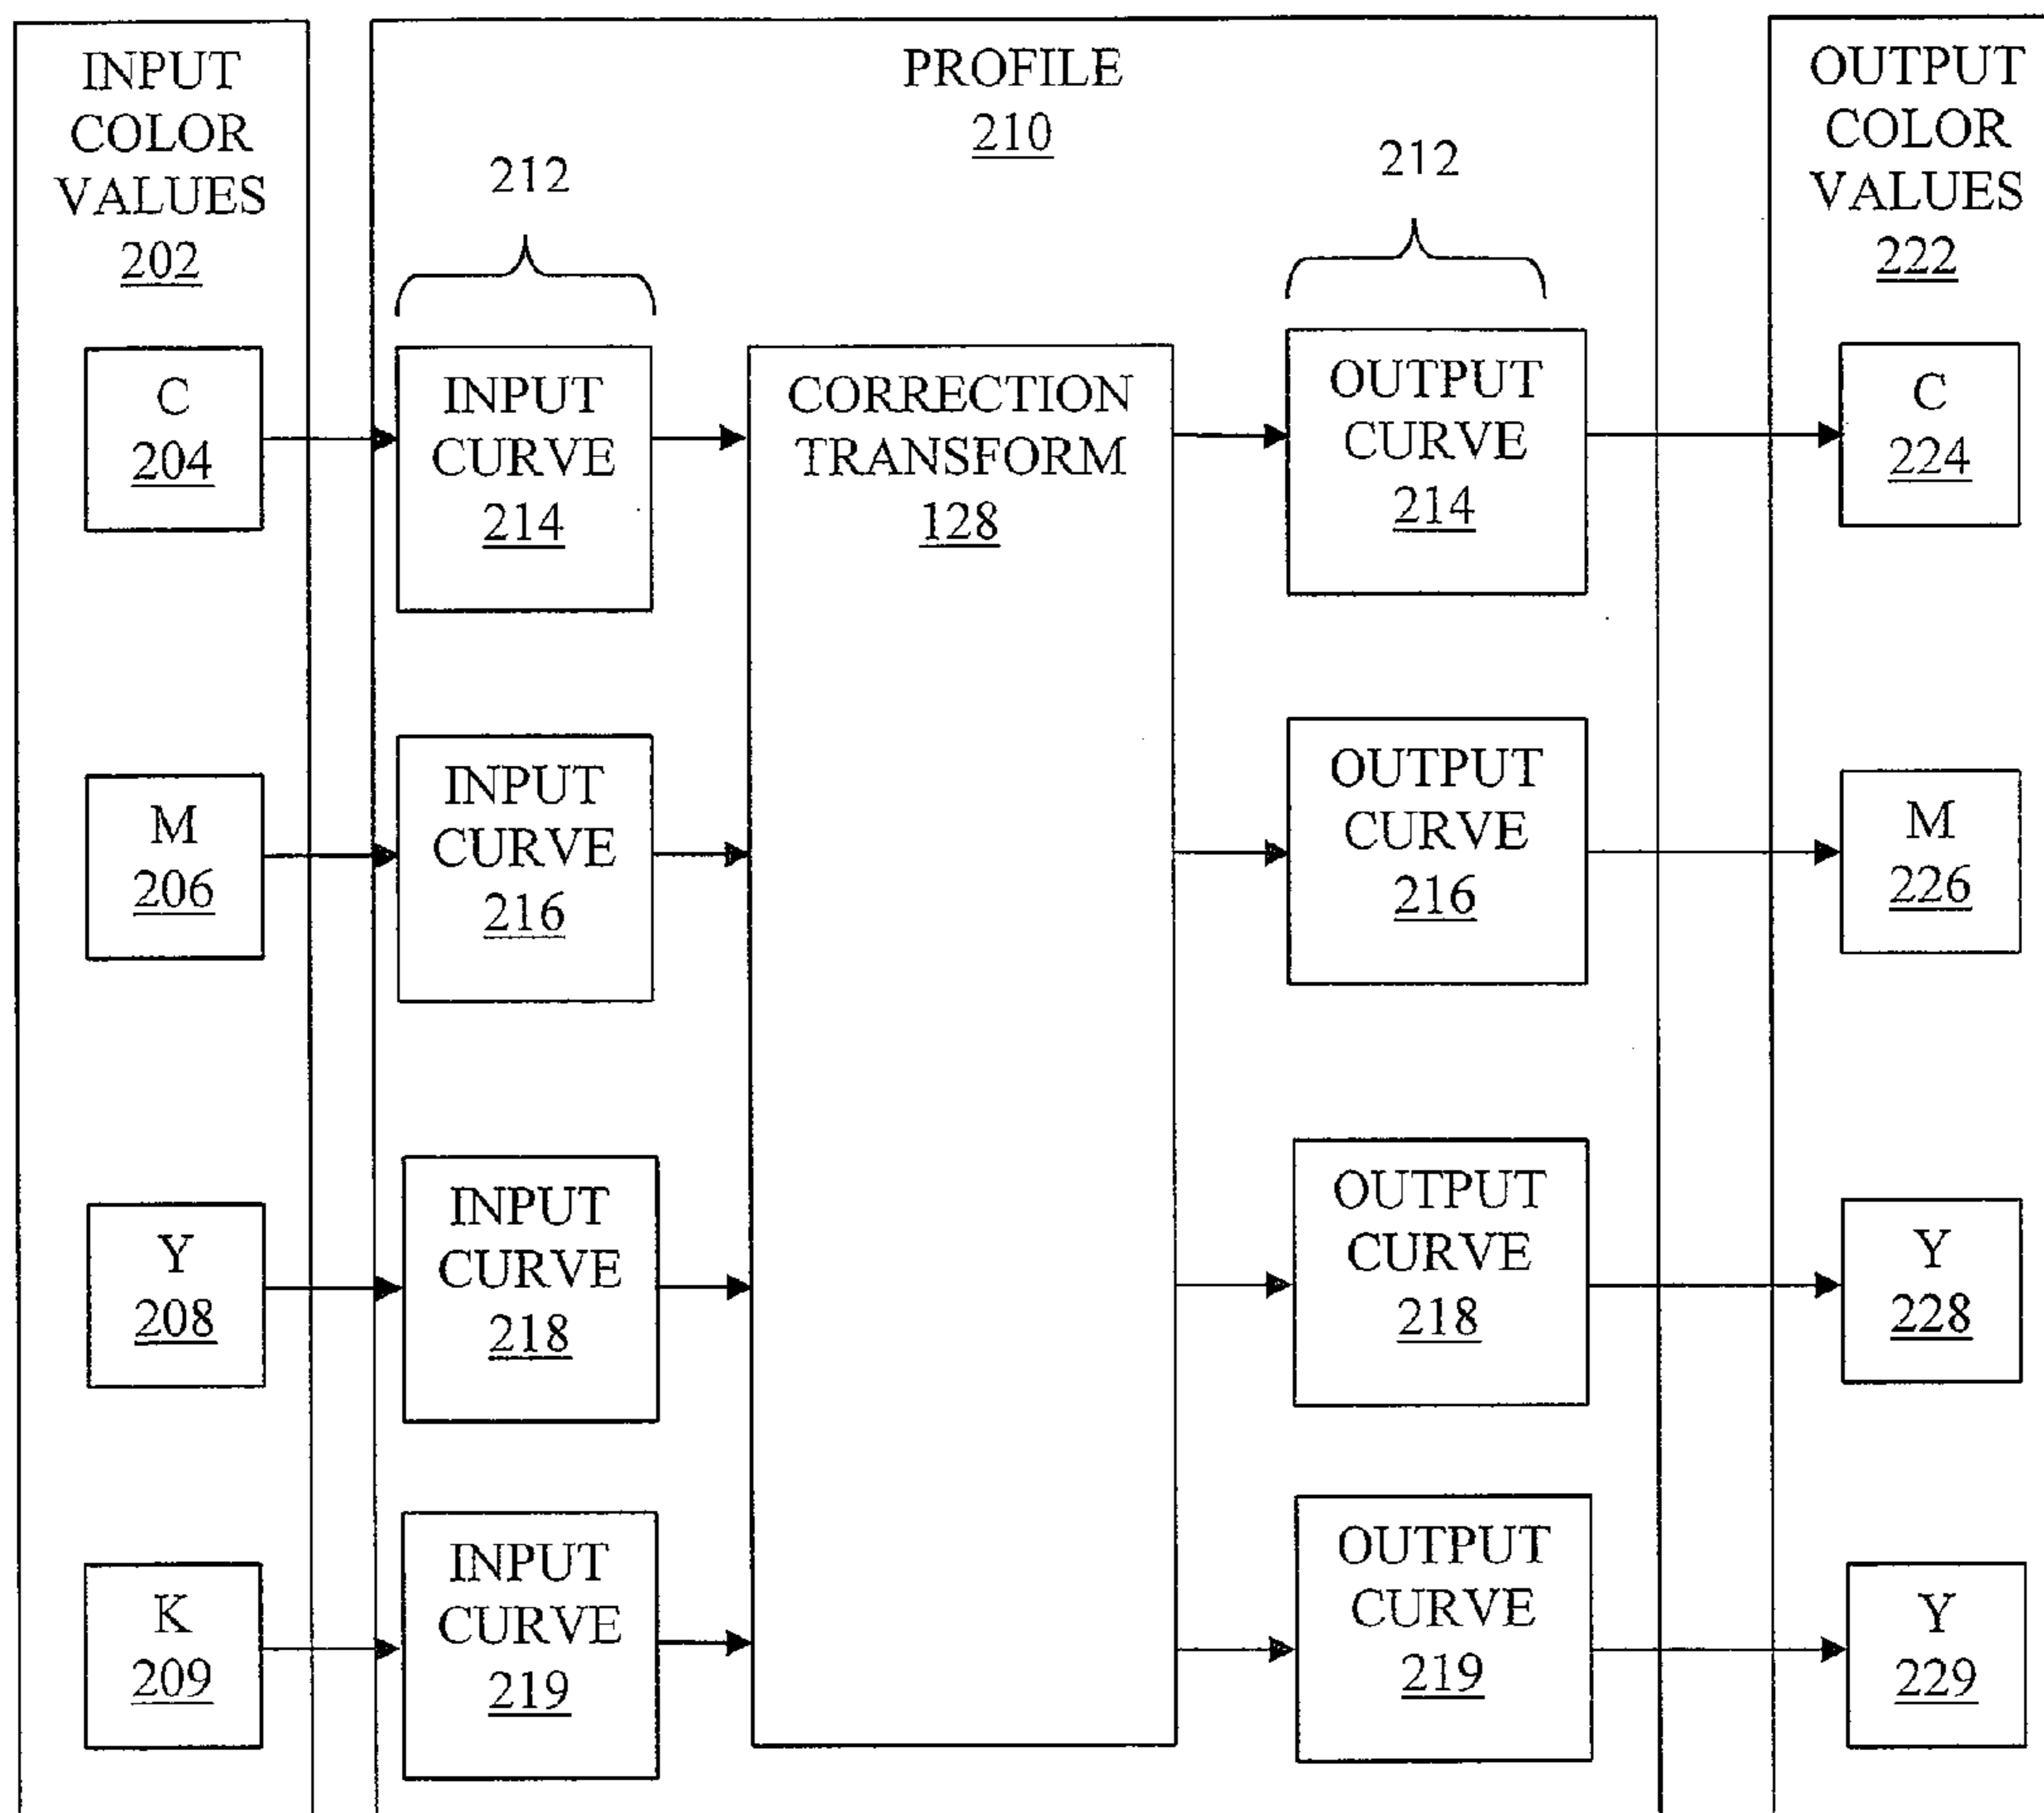 INPUT
COLOR
VALUES
202
PROFILE
210
OUTPUT
COLOR
VALUES
222
212
212
C
204
INPUT
CURVE
214
CORRECTION
TRANSFORM
128
OUTPUT
CURVE
214
C
224
M
206
INPUT
CURVE
216
OUTPUT
CURVE
216
M
226
Y
208
INPUT
CURVE
218
OUTPUT
CURVE
218
Y
228
K
209
INPUT
CURVE
219
OUTPUT
CURVE
219
Y
229